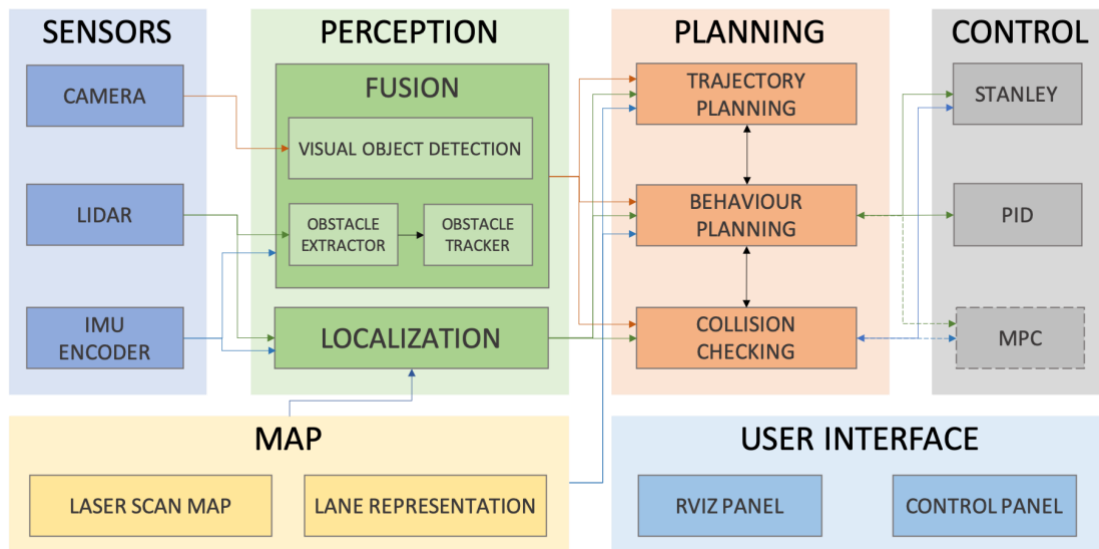 SENSORS
CAMERA
LIDAR
IMU
ENCODER
PERCEPTION
FUSION
VISUAL OBJECT DETECTION
OBSTACLE
EXTRACTOR
OBSTACLE
TRACKER
LOCALIZATION
PLANNING
TRAJECTORY
PLANNING
BEHAVIOUR
PLANNING
COLLISION
CHECKING
CONTROL
STANLEY
PID
MPC
MAP
LASER SCAN MAP
LANE REPRESENTATION
USER INTERFACE
RVIZ PANEL
CONTROL PANEL